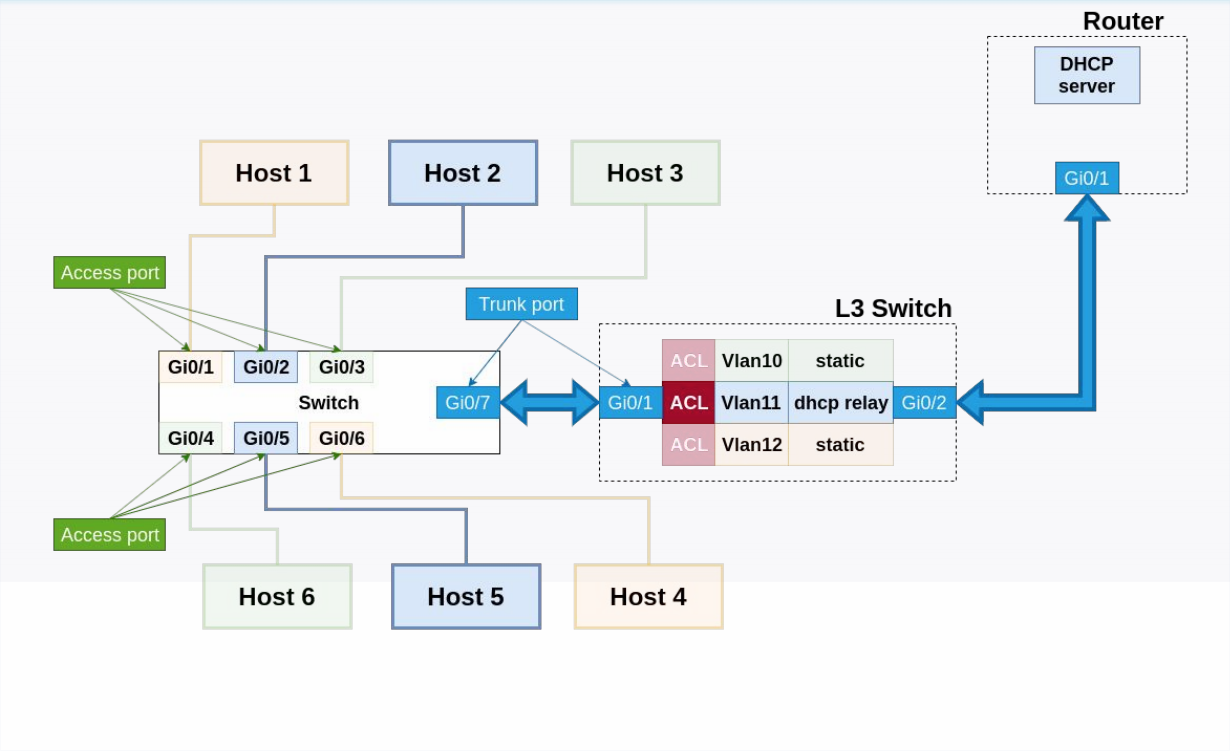 Router
DHCP
server
Gi0/1
Host 1
Host 2
Host 3
Access port
Trunk port
L3 Switch
Gi0/1
Gi0/2
Gi0/3
Switch
Gi0/7
Gi0/4
Gi0/5
Gi0/6
Gi0/1
ACL Vlan10 static
ACL Vlan11 dhcp relay
ACL Vlan12 static
Gi0/2
Access port
Host 6
Host 5
Host 4